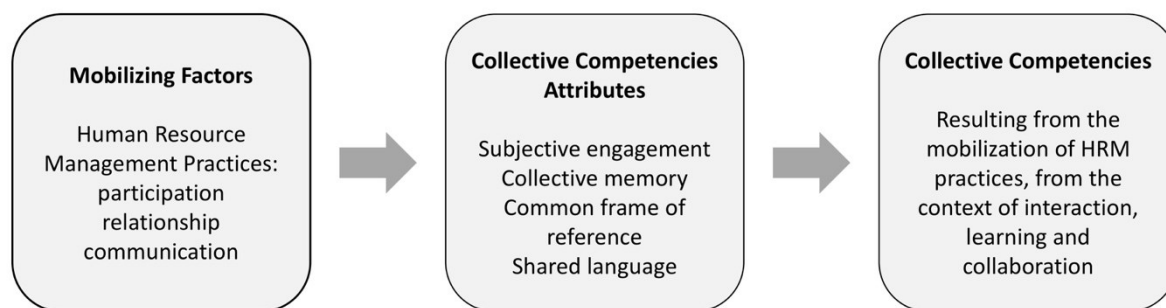 Mobilizing Factors
Human Resource
Management Practices:
participation
relationship
communication
Collective Competencies
Attributes
Subjective engagement
Collective memory
Common frame of
reference
Shared language
Collective Competencies
Resulting from the
mobilization of HRM
practices, from the
context of interaction,
learning and
collaboration